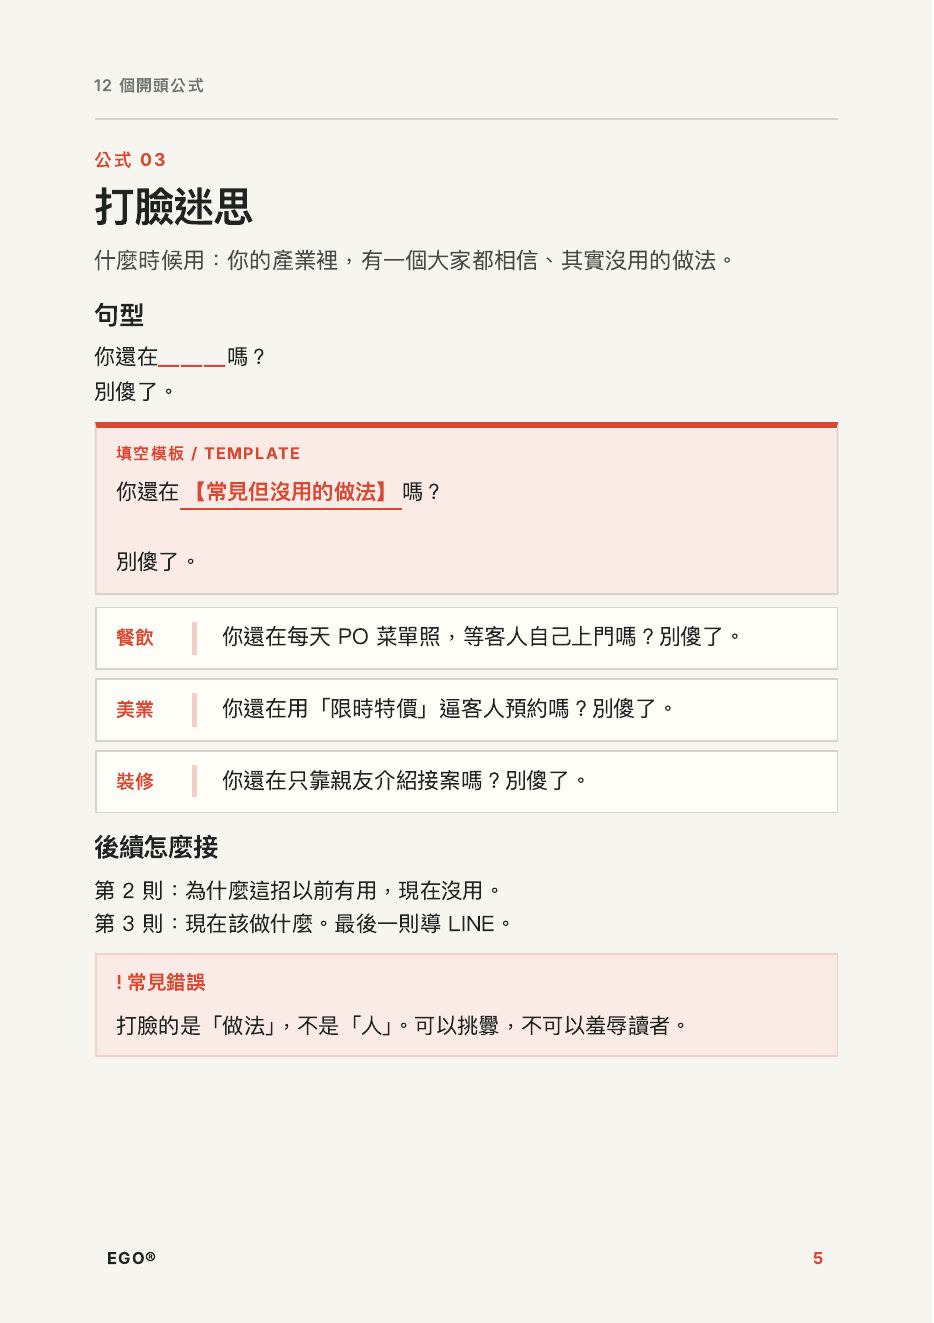 12 個開頭公式
公式 03
打臉迷思
什麼時候用：你的產業裡，有一個大家都相信、其實沒用的做法。
句型
你還在______嗎？
別傻了。
填空模板 / TEMPLATE
你還在【常見但沒用的做法】嗎？
別傻了。
餐飲 你還在每天 PO 菜單照，等客人自己上門嗎？別傻了。
美業 你還在用「限時特價」逼客人預約嗎？別傻了。
裝修 你還在只靠親友介紹接案嗎？別傻了。
後續怎麼接
第 2 則：為什麼這招以前有用，現在沒用。
第 3 則：現在該做什麼。最後一則導 LINE。
! 常見錯誤
打臉的是「做法」，不是「人」。可以挑釁，不可以羞辱讀者。
EGO®
5